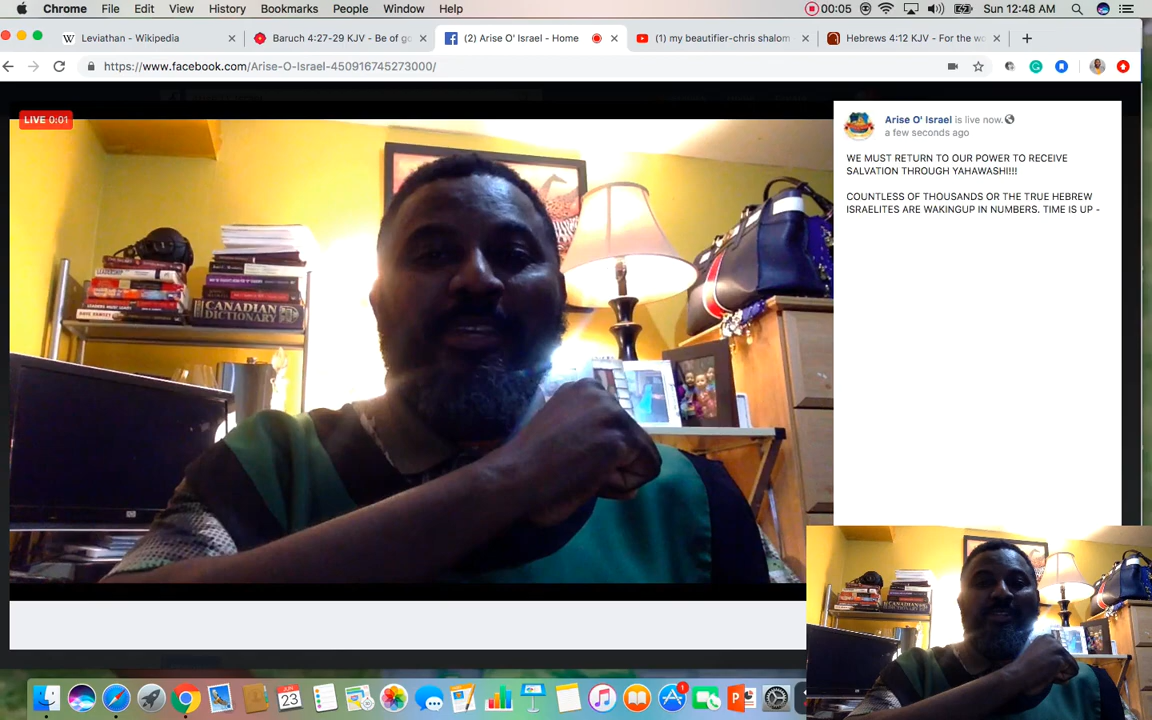 Chrome File Edit View History Bookmarks People Window Help 00:05 Sun 12:48 AM
Leviathan - Wikipedia Baruch 4:27-29 KJV - Be of go (2) Arise O' Israel - Home (1) my beautifier-chris shalom Hebrews 4:12 KJV - For the wo
https://www.facebook.com/Arise-O-Israel-450916745273000/
LIVE 0:01
Arise O' Israel is live now.
a few seconds ago
WE MUST RETURN TO OUR POWER TO RECEIVE
SALVATION THROUGH YAHAWASHI!!!
COUNTLESS OF THOUSANDS OR THE TRUE HEBREW
ISRAELITES ARE WAKINGUP IN NUMBERS. TIME IS UP -
LEADERSHIP
CANADIAN
DICTIONARY
JUN
23
1